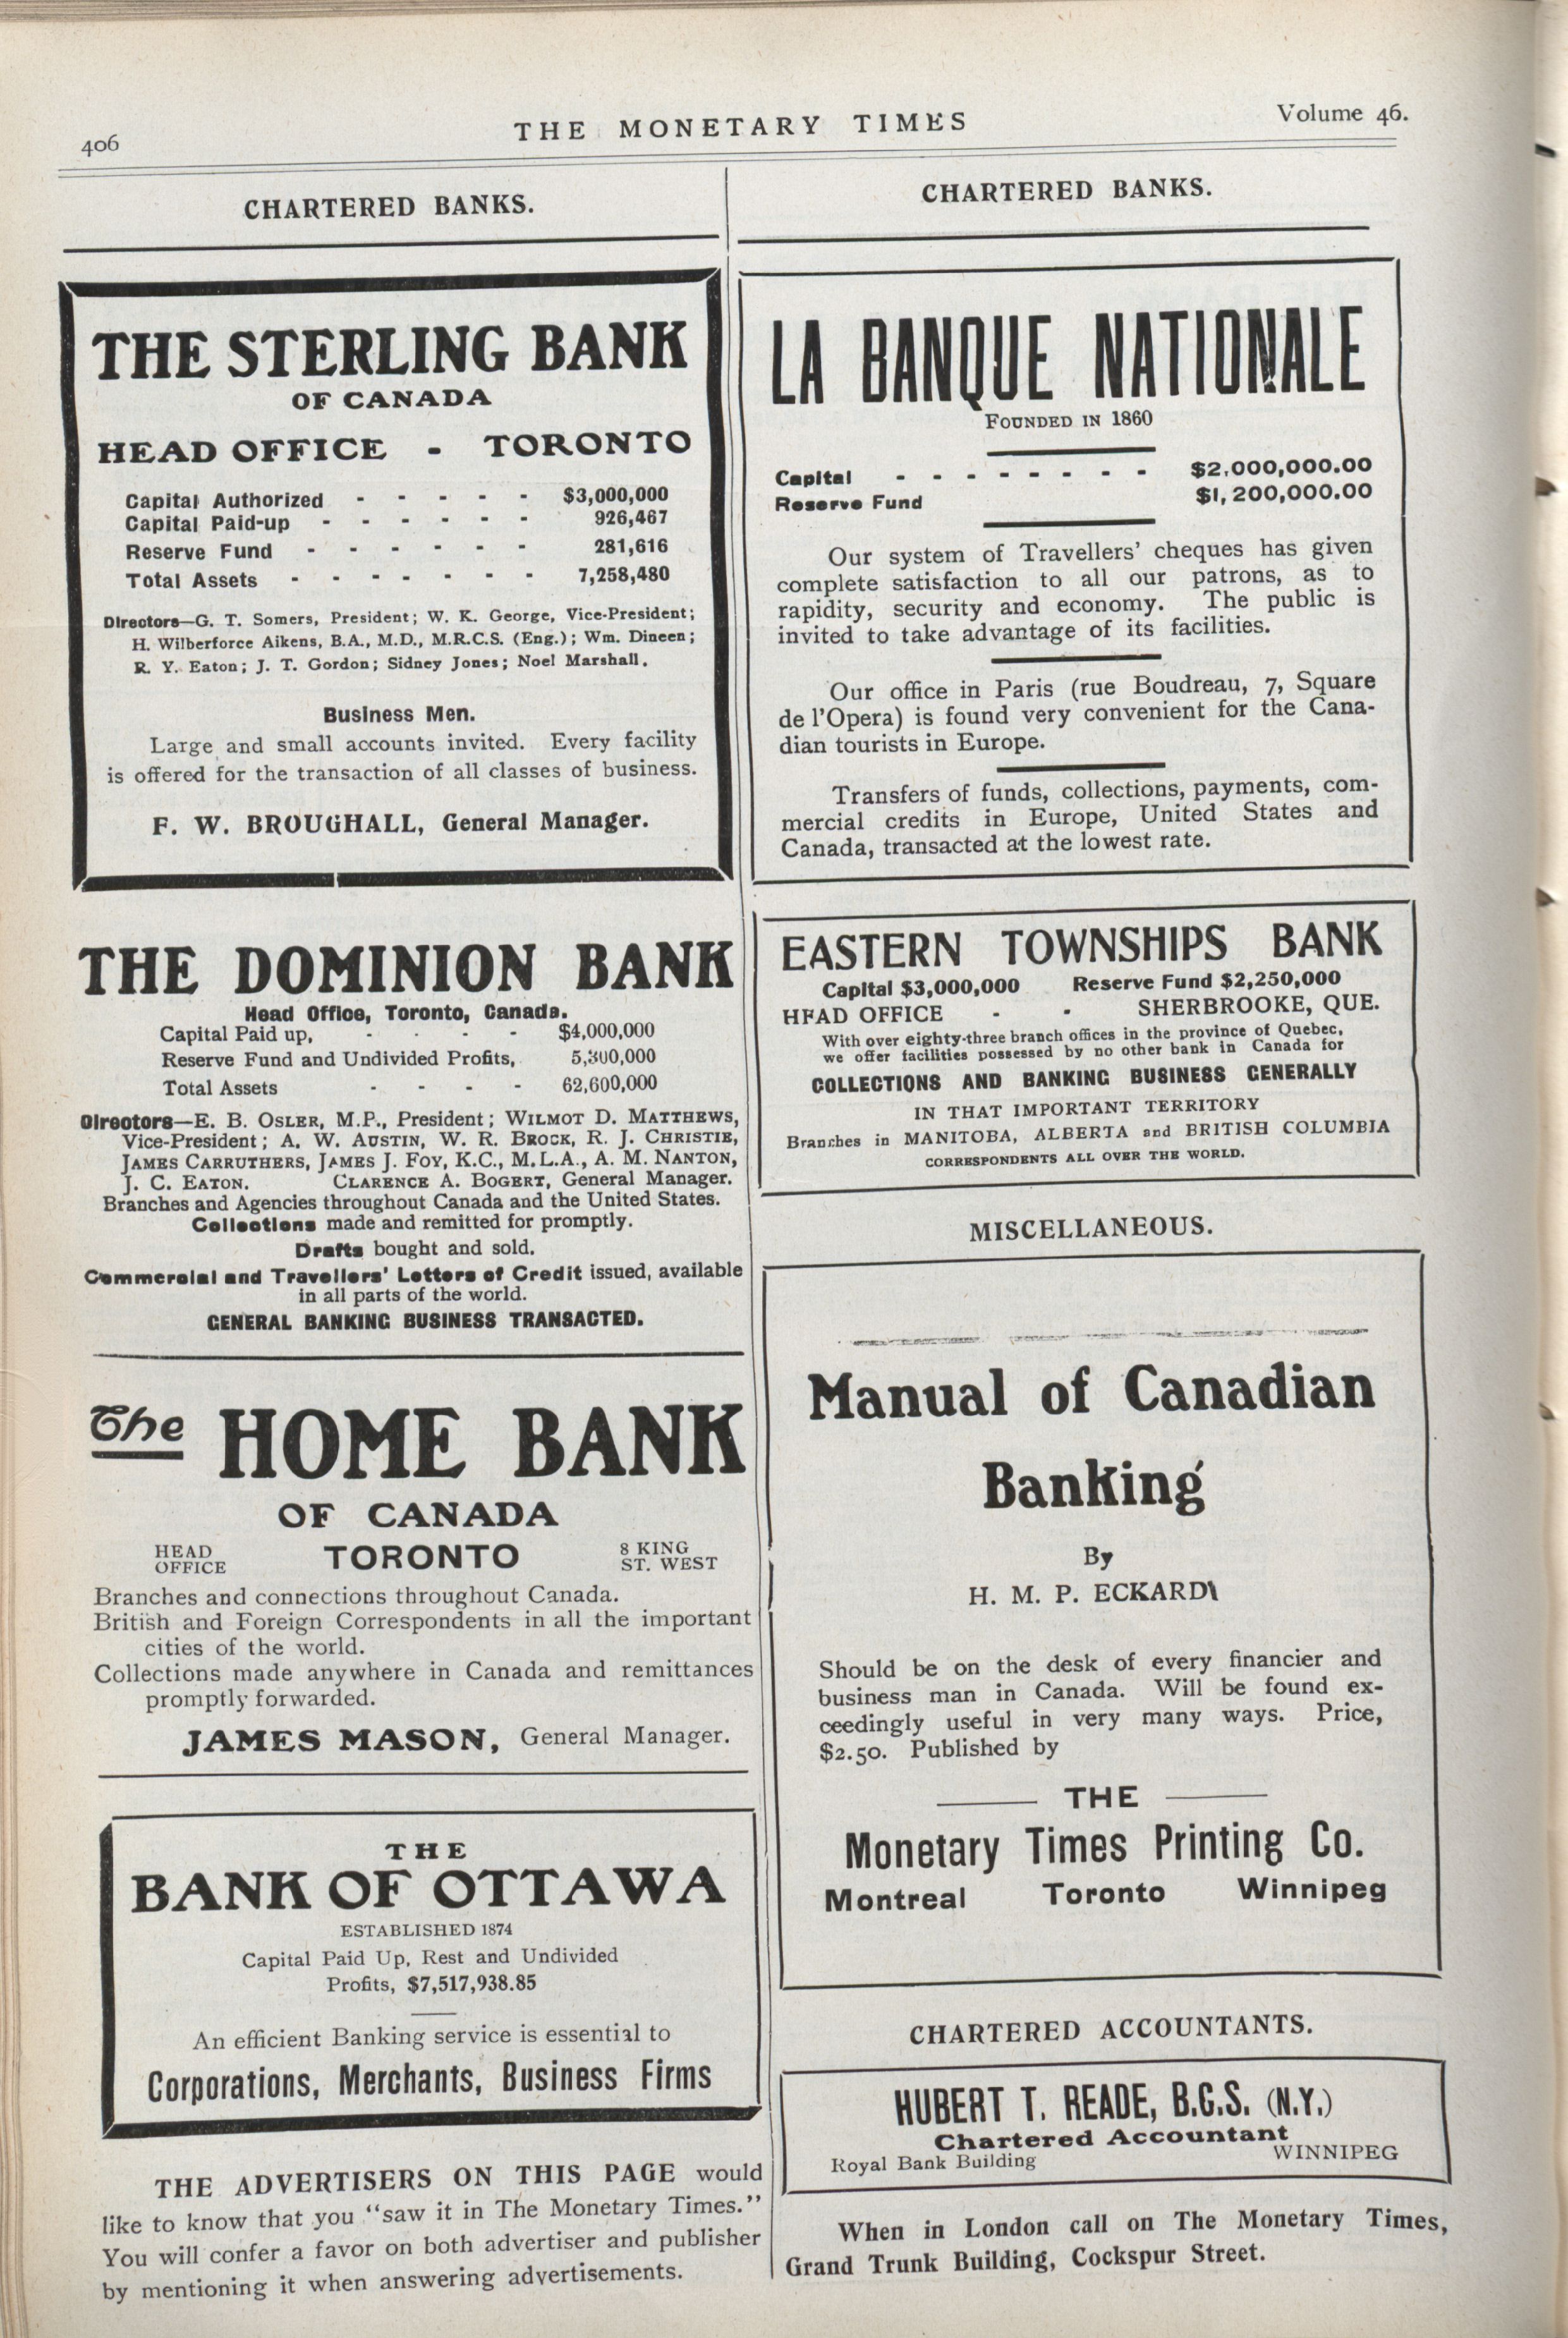 406
THE MONETARY TIMES
Volume 46.
CHARTERED BANKS.
THE STERLING BANK
OF CANADA
HEAD OFFICE - TORONTO
Capital Authorized - - - - - $3,000,000
Capital Paid-up - - - - - - 926,467
Reserve Fund - - - - - - 281,616
Total Assets - - - - - - - 7,258,480
Directors—G. T. Somers, President; W. K. George, Vice-President;
H. Wilberforce Aikens, B.A., M.D., M.R.C.S. (Eng.); Wm. Dineen;
R. Y. Eaton; J. T. Gordon; Sidney Jones; Noel Marshall.
Business Men.
Large and small accounts invited. Every facility
is offered for the transaction of all classes of business.
F. W. BROUGHALL, General Manager.
THE DOMINION BANK
Head Office, Toronto, Canada.
Capital Paid up, - - - - $4,000,000
Reserve Fund and Undivided Profits, 5,300,000
Total Assets - - - - 62,600,000
Directors—E. B. OSLER, M.P., President; WILMOT D. MATTHEWS,
Vice-President; A. W. AUSTIN, W. R. BROCK, R. J. CHRISTIE,
JAMES CARRUTHERS, JAMES J. FOY, K.C., M.L.A., A. M. NANTON,
J. C. EATON. CLARENCE A. BOGERT, General Manager.
Branches and Agencies throughout Canada and the United States.
Collections made and remitted for promptly.
Drafts bought and sold.
Commercial and Travellers' Letters of Credit issued, available
in all parts of the world.
GENERAL BANKING BUSINESS TRANSACTED.
The HOME BANK
OF CANADA
HEAD OFFICE TORONTO 8 KING ST. WEST
Branches and connections throughout Canada.
British and Foreign Correspondents in all the important
cities of the world.
Collections made anywhere in Canada and remittances
promptly forwarded.
JAMES MASON, General Manager.
THE
BANK OF OTTAWA
ESTABLISHED 1874
Capital Paid Up, Rest and Undivided
Profits, $7,517,938.85
An efficient Banking service is essential to
Corporations, Merchants, Business Firms
THE ADVERTISERS ON THIS PAGE would
like to know that you "saw it in The Monetary Times."
You will confer a favor on both advertiser and publisher
by mentioning it when answering advertisements.
CHARTERED BANKS.
LA BANQUE NATIONALE
FOUNDED IN 1860
Capital - - - - - - - - $2,000,000.00
Reserve Fund $1,200,000.00
Our system of Travellers' cheques has given
complete satisfaction to all our patrons, as to
rapidity, security and economy. The public is
invited to take advantage of its facilities.
Our office in Paris (rue Boudreau, 7, Square
de l'Opera) is found very convenient for the Cana-
dian tourists in Europe.
Transfers of funds, collections, payments, com-
mercial credits in Europe, United States and
Canada, transacted at the lowest rate.
EASTERN TOWNSHIPS BANK
Capital $3,000,000 Reserve Fund $2,250,000
HEAD OFFICE - - SHERBROOKE, QUE.
With over eighty-three branch offices in the province of Quebec,
we offer facilities possessed by no other bank in Canada for
COLLECTIONS AND BANKING BUSINESS GENERALLY
IN THAT IMPORTANT TERRITORY
Branches in MANITOBA, ALBERTA and BRITISH COLUMBIA
CORRESPONDENTS ALL OVER THE WORLD.
MISCELLANEOUS.
Manual of Canadian
Banking
By
H. M. P. ECKARDT
Should be on the desk of every financier and
business man in Canada. Will be found ex-
ceedingly useful in very many ways. Price,
$2.50. Published by
THE
Monetary Times Printing Co.
Montreal Toronto Winnipeg
CHARTERED ACCOUNTANTS.
HUBERT T. READE, B.C.S. (N.Y.)
Chartered Accountant
Royal Bank Building WINNIPEG
When in London call on The Monetary Times,
Grand Trunk Building, Cockspur Street.